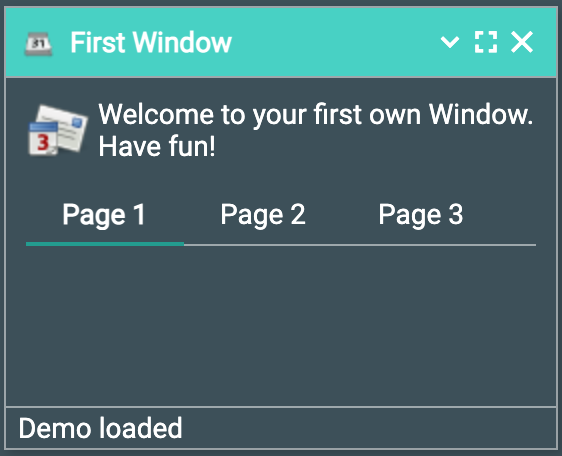 31 First Window
3 Welcome to your first own Window.
Have fun!
Page 1 Page 2 Page 3
Demo loaded